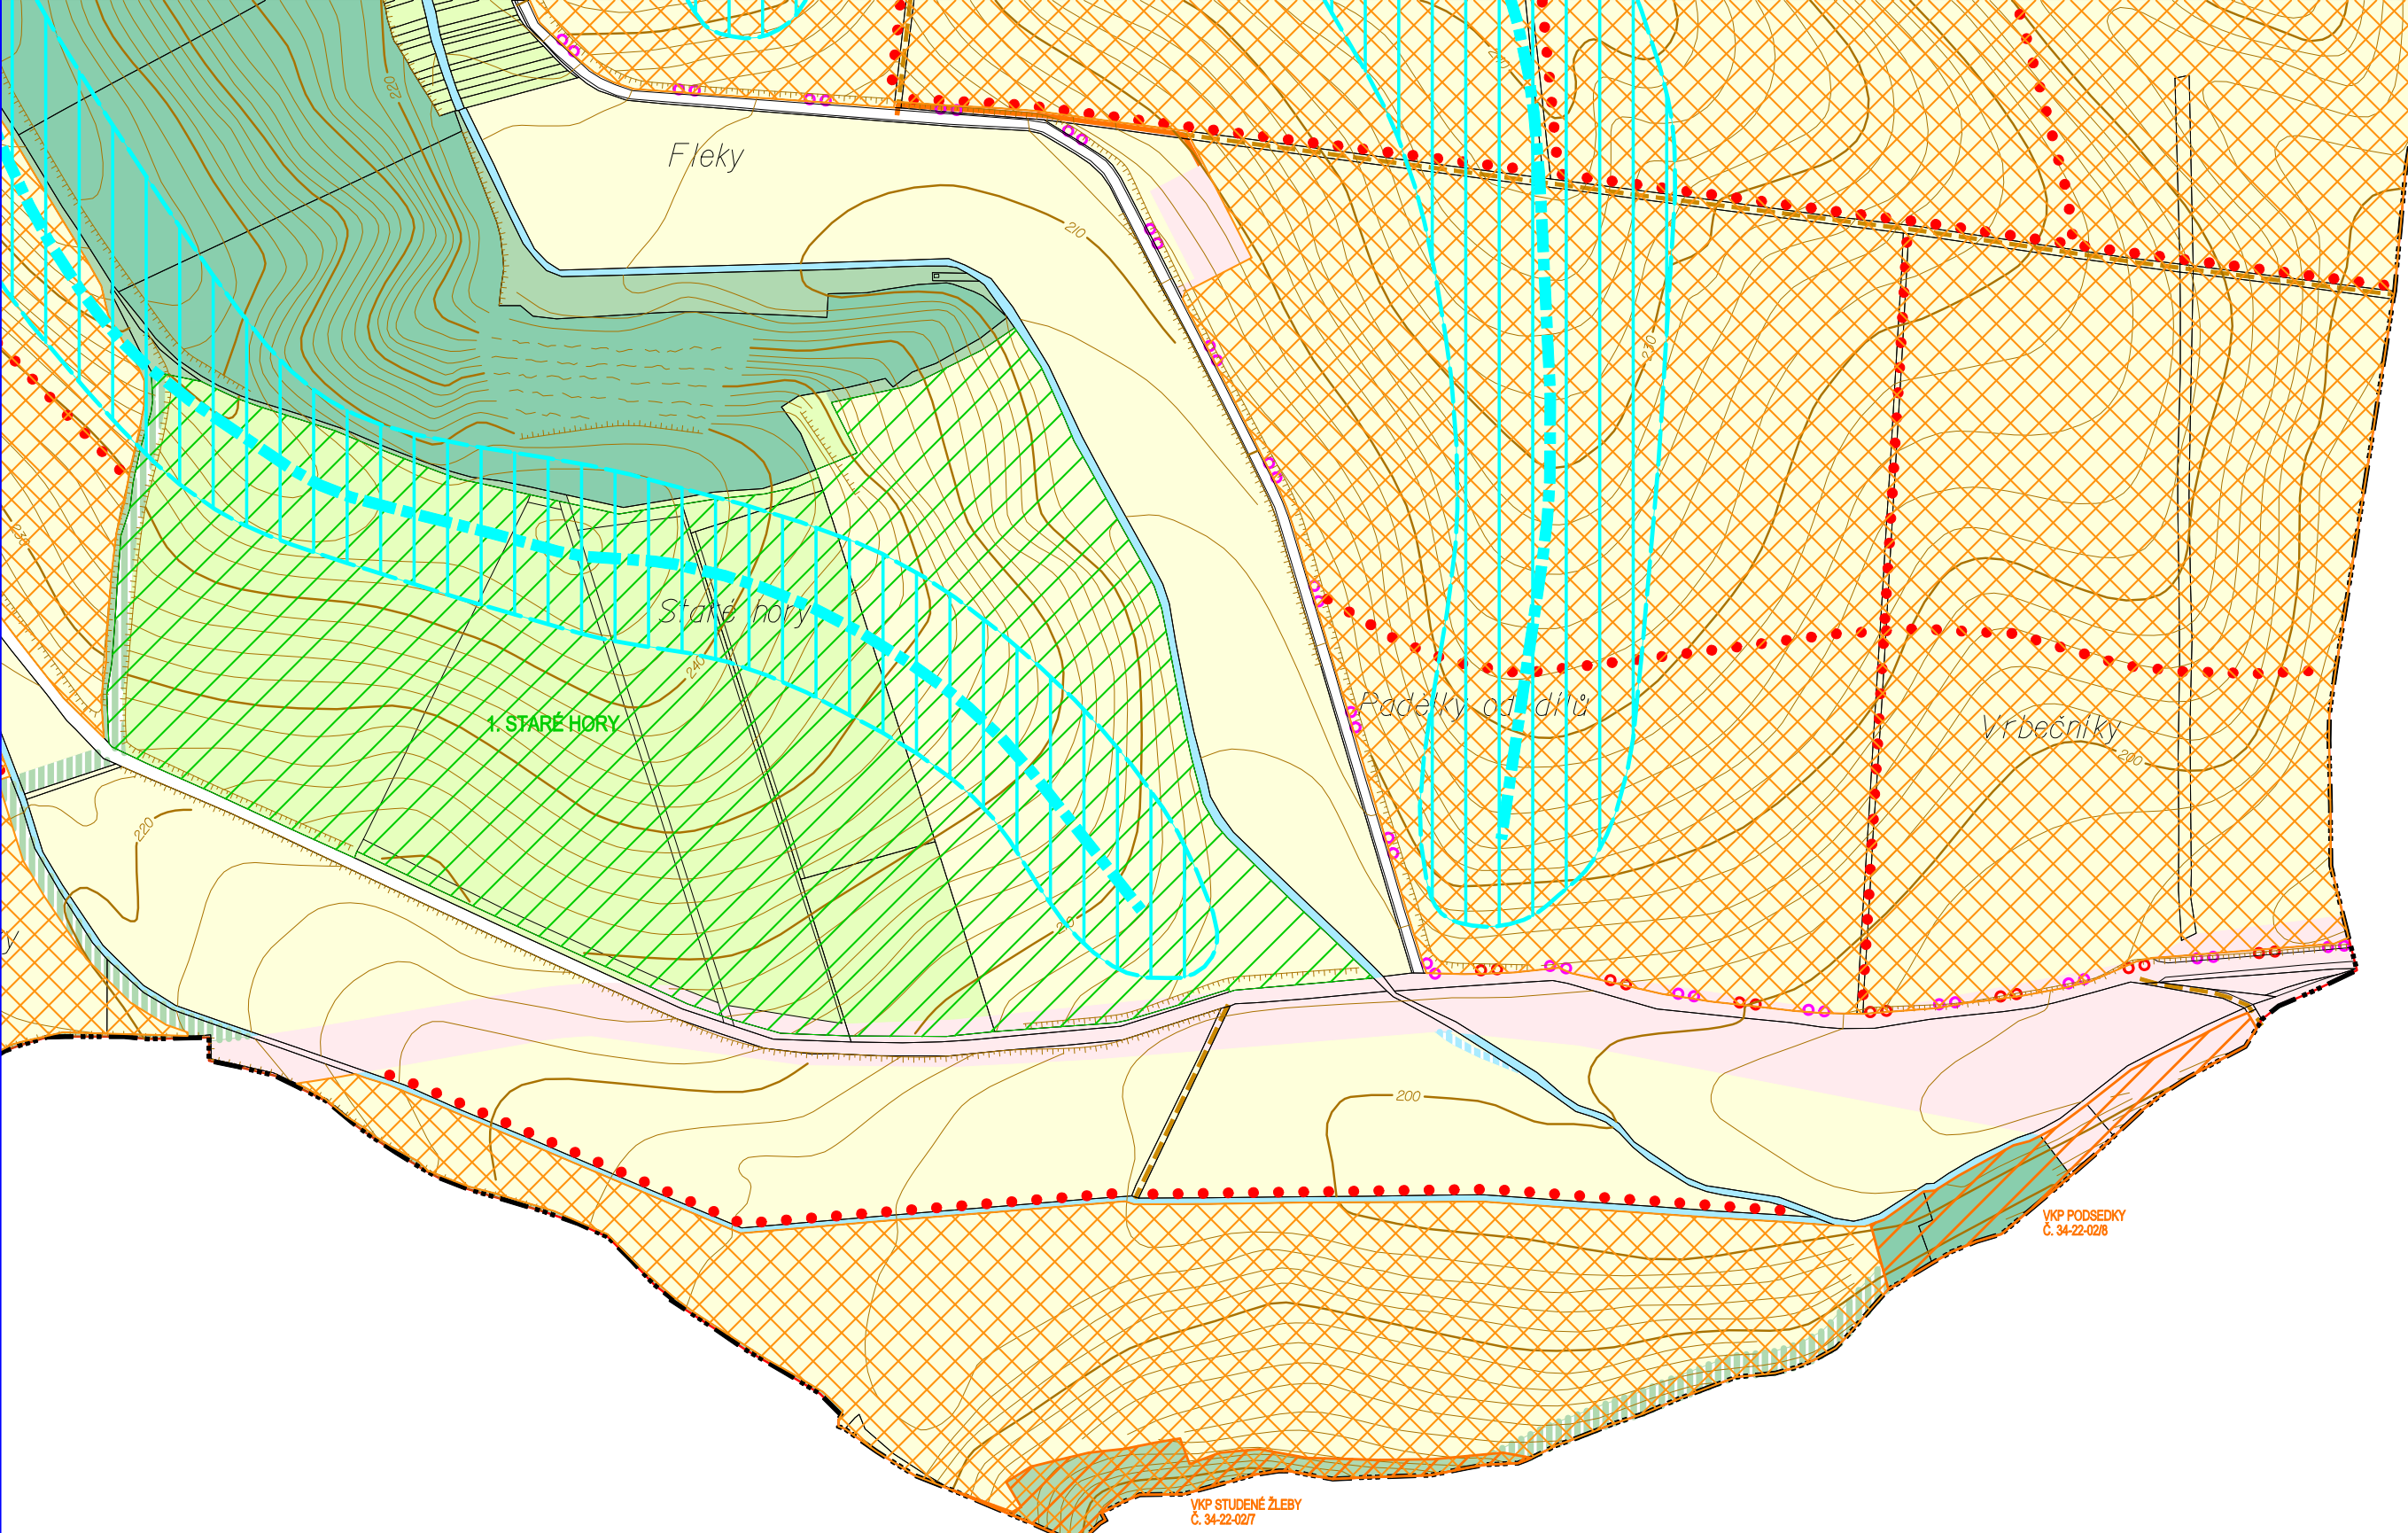 220
Fleky
210
230
230
Staré hory
240
1. STARÉ HORY
Padělky od dílů
Vrbečníky
200
220
200
VKP PODSEDKY
Č. 34-22-02/8
VKP STUDENÉ ŽLEBY
Č. 34-22-02/7